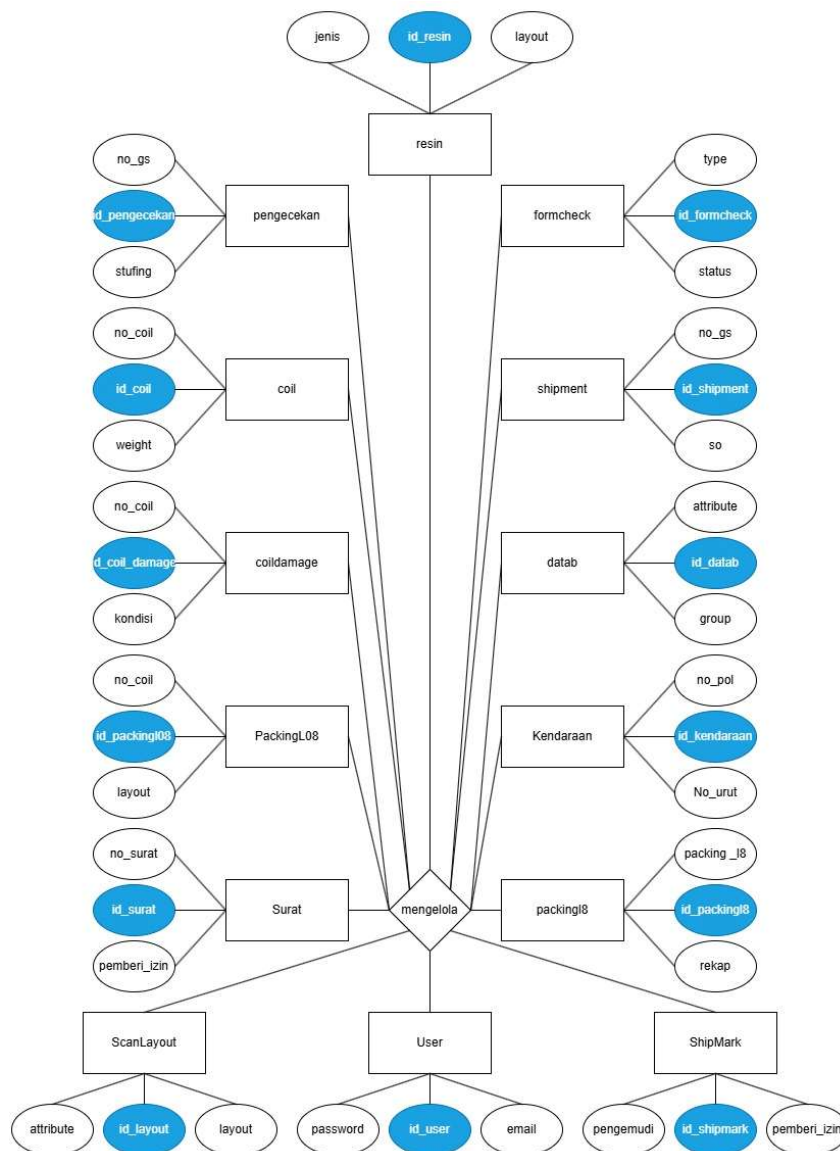 jenis
id_resin
layout
resin
no_gs
id_pengecekan
stufing
pengecekan
type
id_formcheck
status
formcheck
no_coil
id_coil
weight
coil
no_gs
id_shipment
so
shipment
no_coil
d_coil_damage
kondisi
coildamage
attribute
id_datab
group
datab
no_coil
id_packingl08
layout
PackingL08
no_pol
id_kendaraan
No_urut
Kendaraan
no_surat
id_surat
pemberi_izin
Surat
mengelola
packing _l8
id_packingl8
rekap
packingl8
ScanLayout
User
ShipMark
attribute
id_layout
layout
password
id_user
email
pengemudi
id_shipmark
pemberi_izin